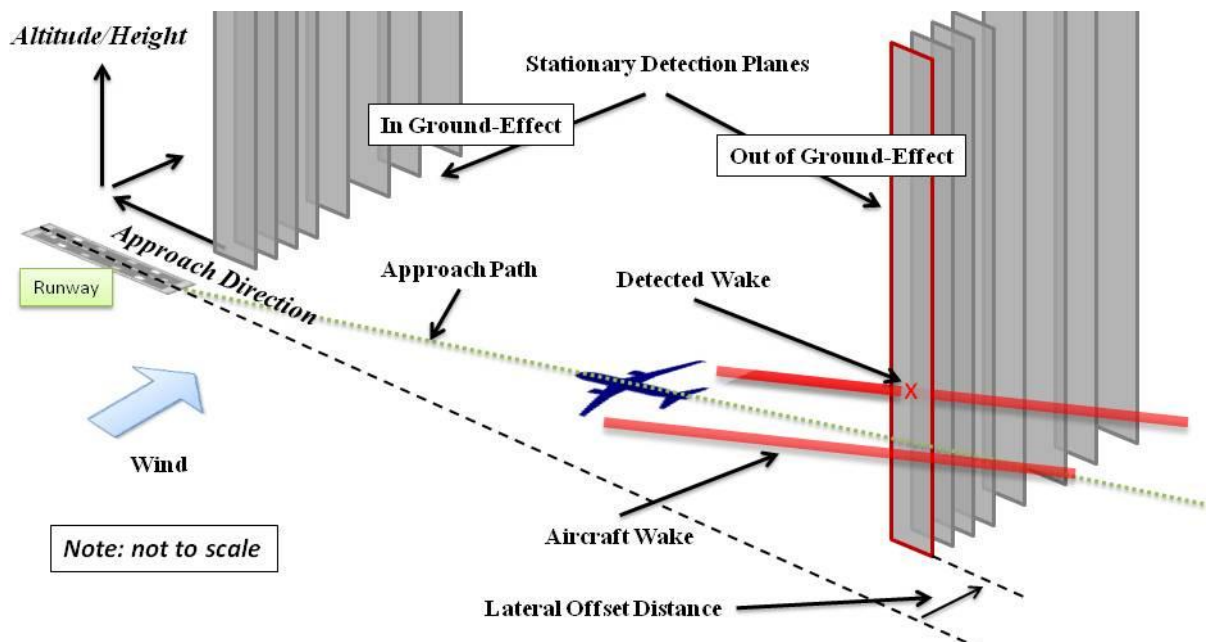 Altitude/Height
Stationary Detection Planes
In Ground-Effect
Out of Ground-Effect
Approach Direction
Runway
Approach Path
Detected Wake
X
Wind
Aircraft Wake
Note: not to scale
Lateral Offset Distance